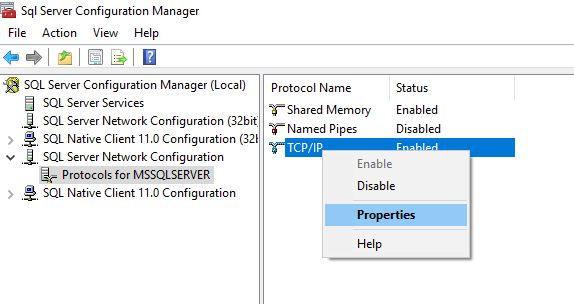 Sql Server Configuration Manager
File Action View Help
SQL Server Configuration Manager (Local)
SQL Server Services
SQL Server Network Configuration (32bit
SQL Native Client 11.0 Configuration (32
SQL Server Network Configuration
Protocols for MSSQLSERVER
SQL Native Client 11.0 Configuration
Protocol Name Status
Shared Memory Enabled
Named Pipes Disabled
TCP/IP Enabled
Enable
Disable
Properties
Help